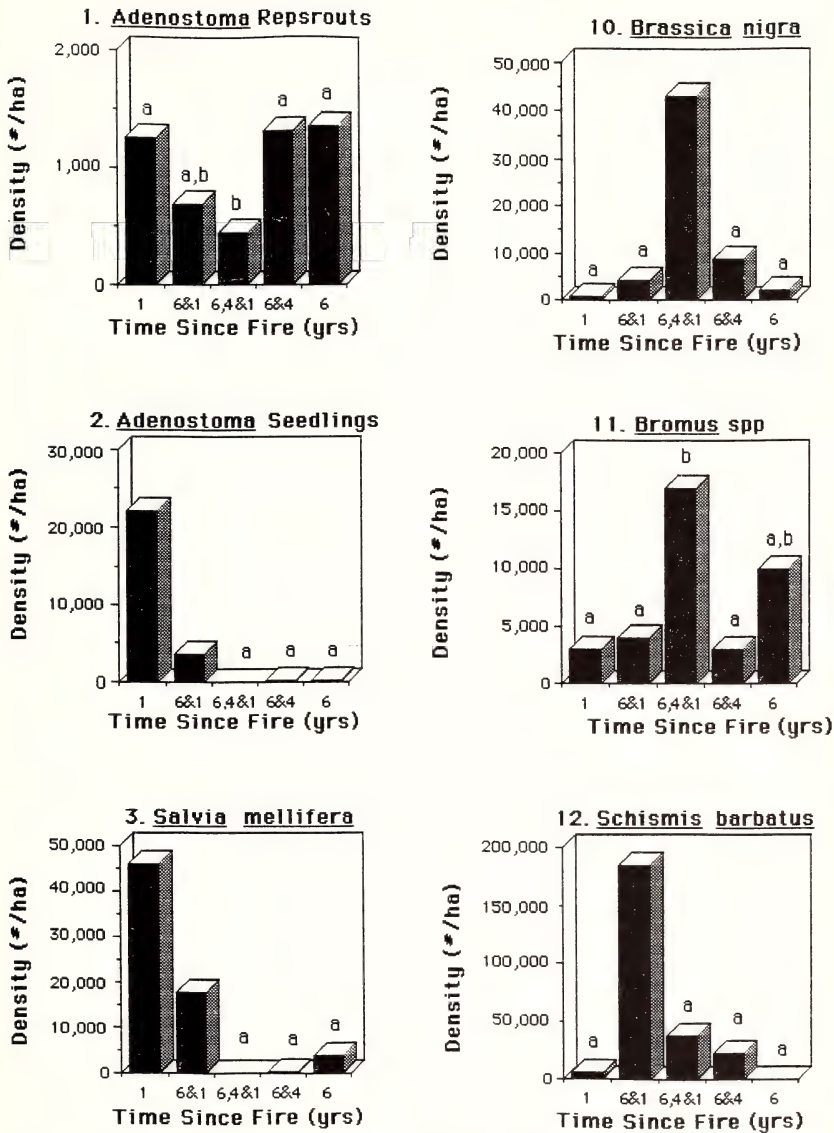 1. Adenostoma Repsrouts
Density (#/ha)
2,000
1,000
0
a
a,b
b
a
a
1 6&1 6,4&1 6&4 6
Time Since Fire (yrs)
2. Adenostoma Seedlings
Density (#/ha)
30,000
20,000
10,000
0
a
a
a
1 6&1 6,4&1 6&4 6
Time Since Fire (yrs)
3. Salvia mellifera
Density (#/ha)
50,000
40,000
30,000
20,000
10,000
0
a
a
a
1 6&1 6,4&1 6&4 6
Time Since Fire (yrs)
10. Brassica nigra
Density (#/ha)
50,000
40,000
30,000
20,000
10,000
0
a
a
a
a
1 6&1 6,4&1 6&4 6
Time Since Fire (yrs)
11. Bromus spp
Density (#/ha)
20,000
15,000
10,000
5,000
0
a
a
b
a
a,b
1 6&1 6,4&1 6&4 6
Time Since Fire (yrs)
12. Schismis barbatus
Density (#/ha)
200,000
150,000
100,000
50,000
0
a
a
a
a
1 6&1 6,4&1 6&4 6
Time Since Fire (yrs)